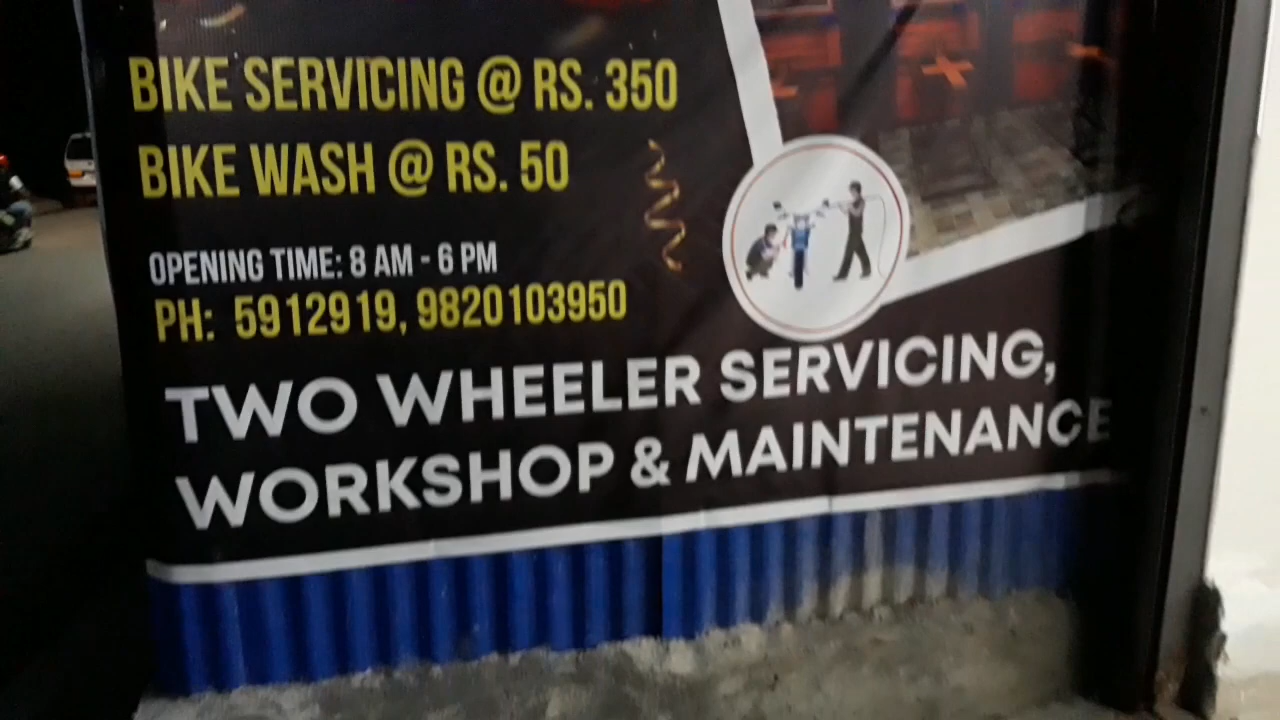 BIKE SERVICING @ RS. 350
BIKE WASH @ RS. 50
OPENING TIME: 8 AM - 6 PM
PH: 5912919, 9820103950
TWO WHEELER SERVICING,
WORKSHOP & MAINTENANCE